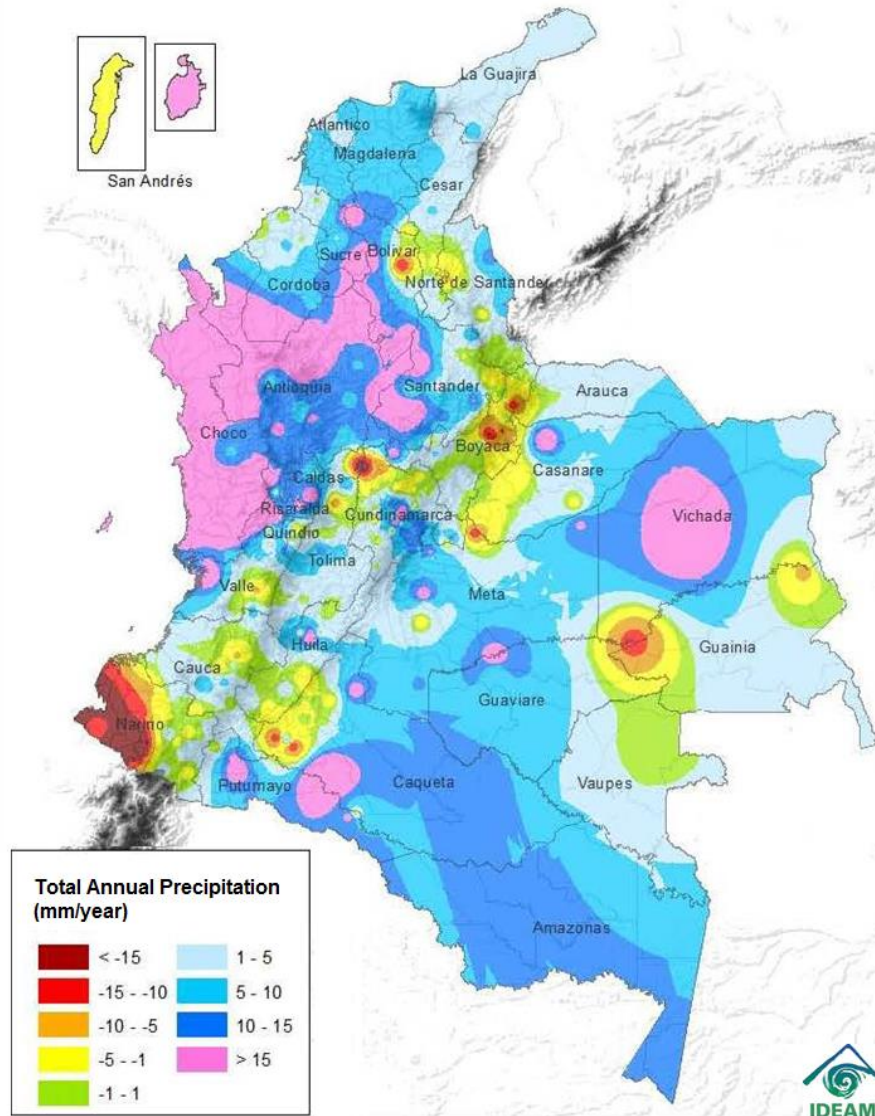 La Guajira
Atlantico
Magdalena
San Andrés
Cesar
Sucre
Bolivar
Cordoba
Norte de Santander
Antioquia
Santander
Arauca
Choco
Boyaca
Caldas
Casanare
Vichada
Risaralda
Cundinamarca
Quindio
Tolima
Valle
Meta
Huila
Guainia
Cauca
Guaviare
Narino
Putumayo
Caqueta
Vaupes
Amazonas
Total Annual Precipitation
(mm/year)
< -15
-15 - -10
-10 - -5
-5 - -1
-1 - 1
1 - 5
5 - 10
10 - 15
> 15
IDEAM